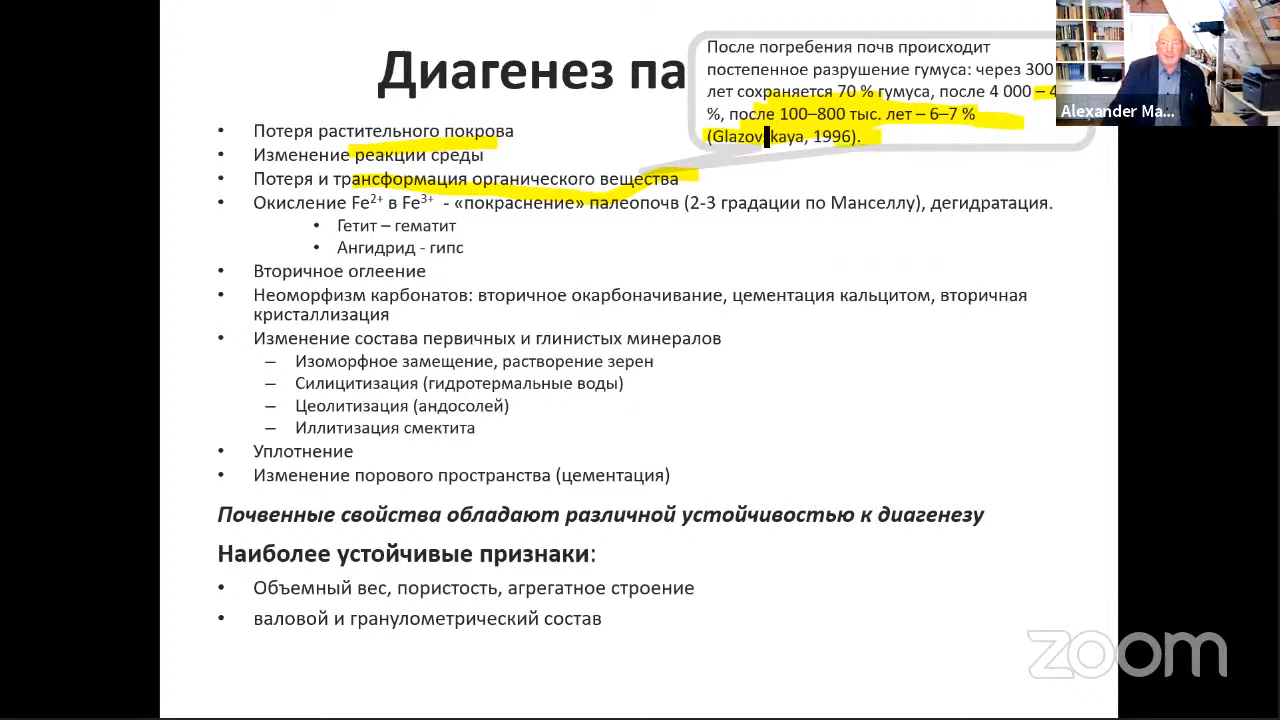 Диагенез па
После погребения почв происходит
постепенное разрушение гумуса: через 300
лет сохраняется 70 % гумуса, после 4 000 – 4
%, после 100–800 тыс. лет – 6–7 %
(Glazovskaya, 1996).
Alexander Ma...
• Потеря растительного покрова
• Изменение реакции среды
• Потеря и трансформация органического вещества
• Окисление Fe²⁺ в Fe³⁺ - «покраснение» палеопочв (2-3 градации по Манселлу), дегидратация.
• Гетит – гематит
• Ангидрид - гипс
• Вторичное оглеение
• Неоморфизм карбонатов: вторичное окарбоначивание, цементация кальцитом, вторичная
кристаллизация
• Изменение состава первичных и глинистых минералов
– Изоморфное замещение, растворение зерен
– Силицитизация (гидротермальные воды)
– Цеолитизация (андосолей)
– Иллитизация смектита
• Уплотнение
• Изменение порового пространства (цементация)
Почвенные свойства обладают различной устойчивостью к диагенезу
Наиболее устойчивые признаки:
• Объемный вес, пористость, агрегатное строение
• валовой и гранулометрический состав
zoom